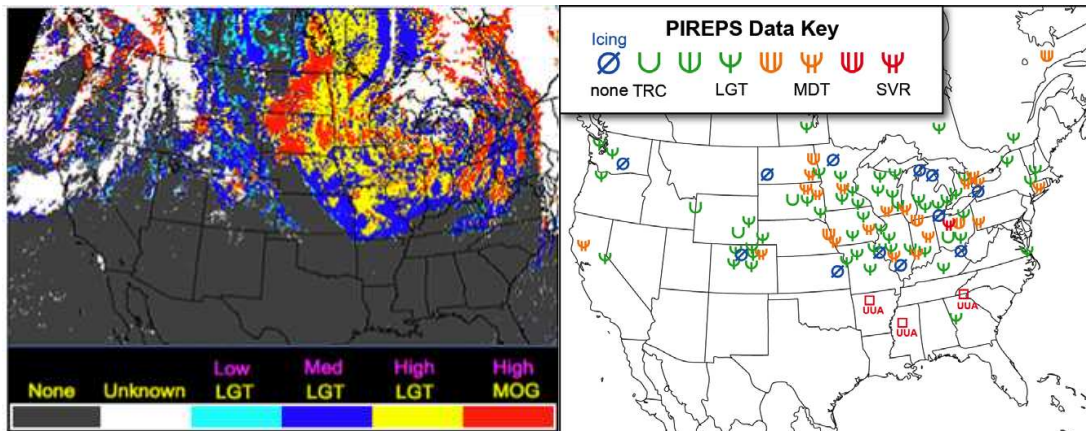 Low Med High High
None Unknown LGT LGT LGT MOG
PIREPS Data Key
Icing
none TRC LGT MDT SVR
UUA
UUA
UUA